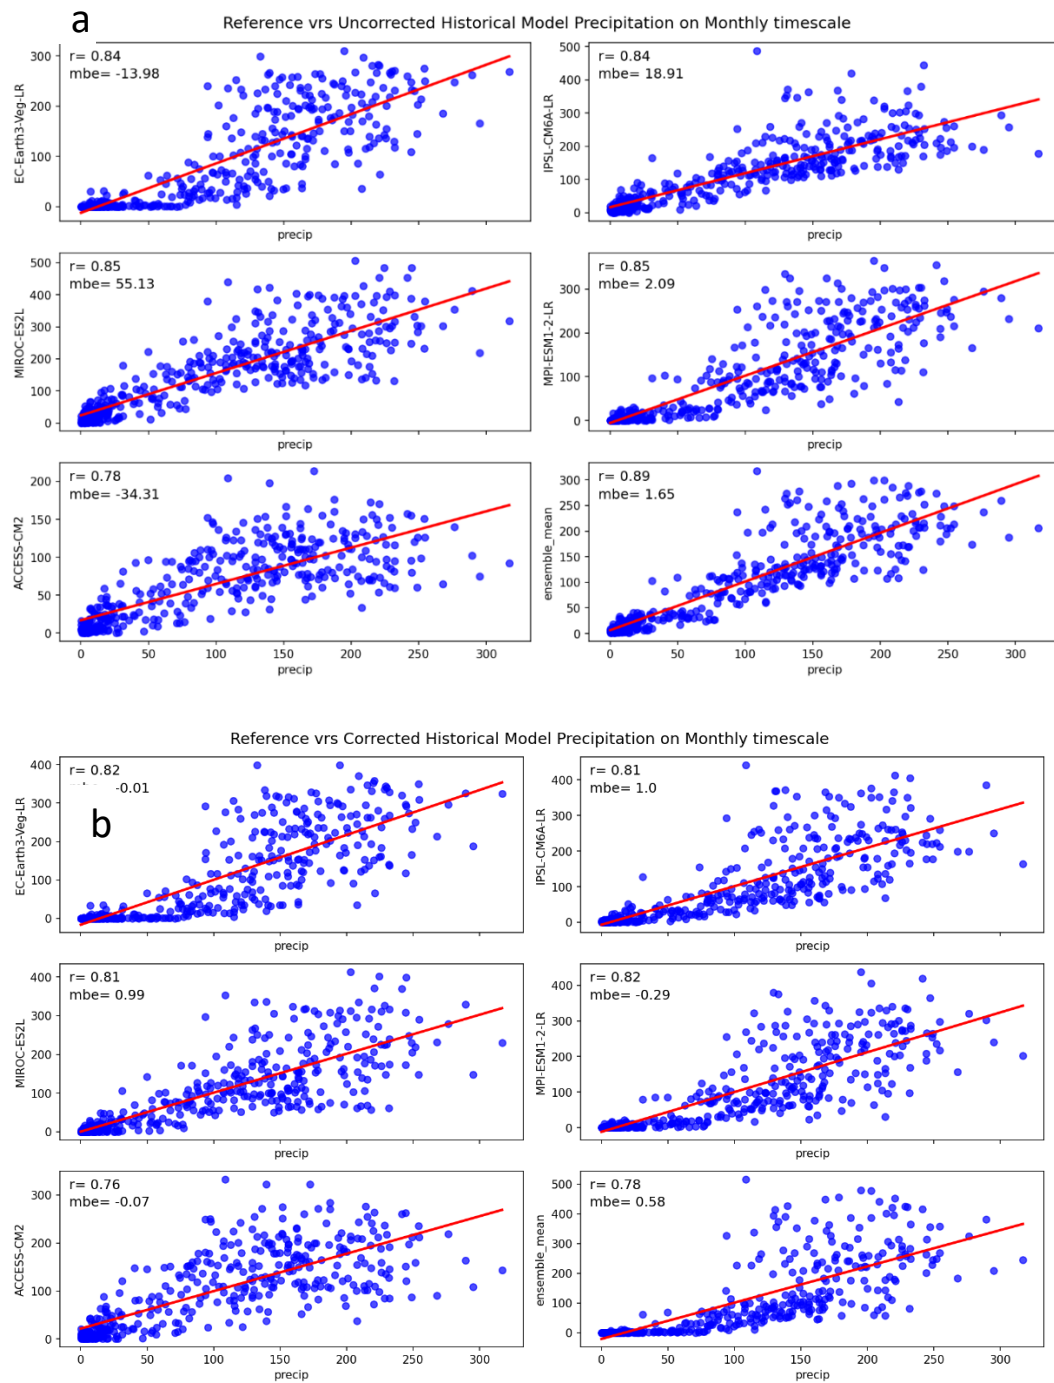 a
Reference vrs Uncorrected Historical Model Precipitation on Monthly timescale
r= 0.84
mbe= -13.98
EC-Earth3-Veg-LR
300
200
100
0
precip
r= 0.84
mbe= 18.91
IPSL-CM6A-LR
500
400
300
200
100
0
precip
r= 0.85
mbe= 55.13
MIROC-ES2L
500
400
300
200
100
0
precip
r= 0.85
mbe= 2.09
MPI-ESM1-2-LR
300
200
100
0
precip
r= 0.78
mbe= -34.31
ACCESS-CM2
200
150
100
50
0
0 50 100 150 200 250 300
precip
r= 0.89
mbe= 1.65
ensemble_mean
300
250
200
150
100
50
0
0 50 100 150 200 250 300
precip
Reference vrs Corrected Historical Model Precipitation on Monthly timescale
b
r= 0.82
-0.01
EC-Earth3-Veg-LR
400
300
200
100
0
precip
r= 0.81
mbe= 1.0
IPSL-CM6A-LR
400
300
200
100
0
precip
r= 0.81
mbe= 0.99
MIROC-ES2L
400
300
200
100
0
precip
r= 0.82
mbe= -0.29
MPI-ESM1-2-LR
400
300
200
100
0
precip
r= 0.76
mbe= -0.07
ACCESS-CM2
300
200
100
0
0 50 100 150 200 250 300
precip
r= 0.78
mbe= 0.58
ensemble_mean
500
400
300
200
100
0
0 50 100 150 200 250 300
precip